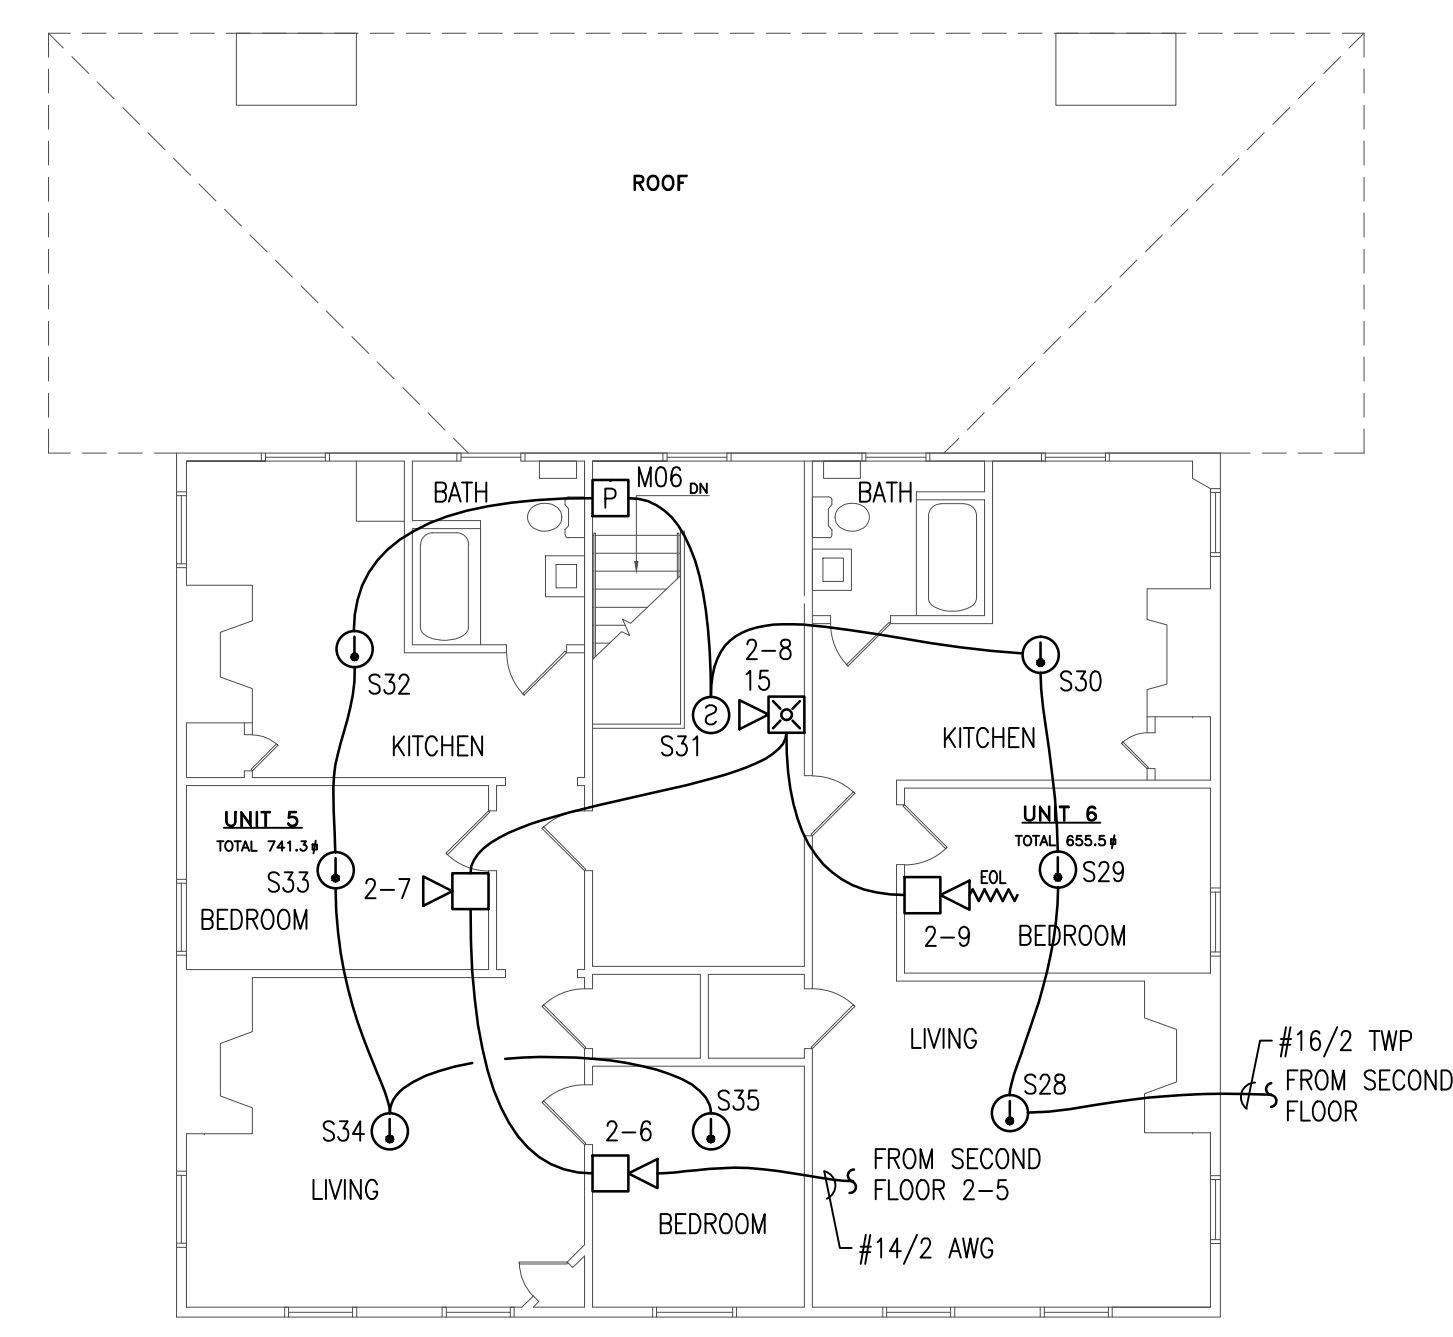 ROOF
M06
DN
BATH
BATH
P
S32
2-8
15
S30
S
S31
KITCHEN
KITCHEN
UNIT 5
TOTAL 741.3⌀
UNIT 6
TOTAL 655.5⌀
S33
2-7
EOL
S29
BEDROOM
2-9
BEDROOM
LIVING
#16/2 TWP
FROM SECOND
FLOOR
S28
S35
S34
2-6
FROM SECOND
FLOOR 2-5
LIVING
BEDROOM
#14/2 AWG